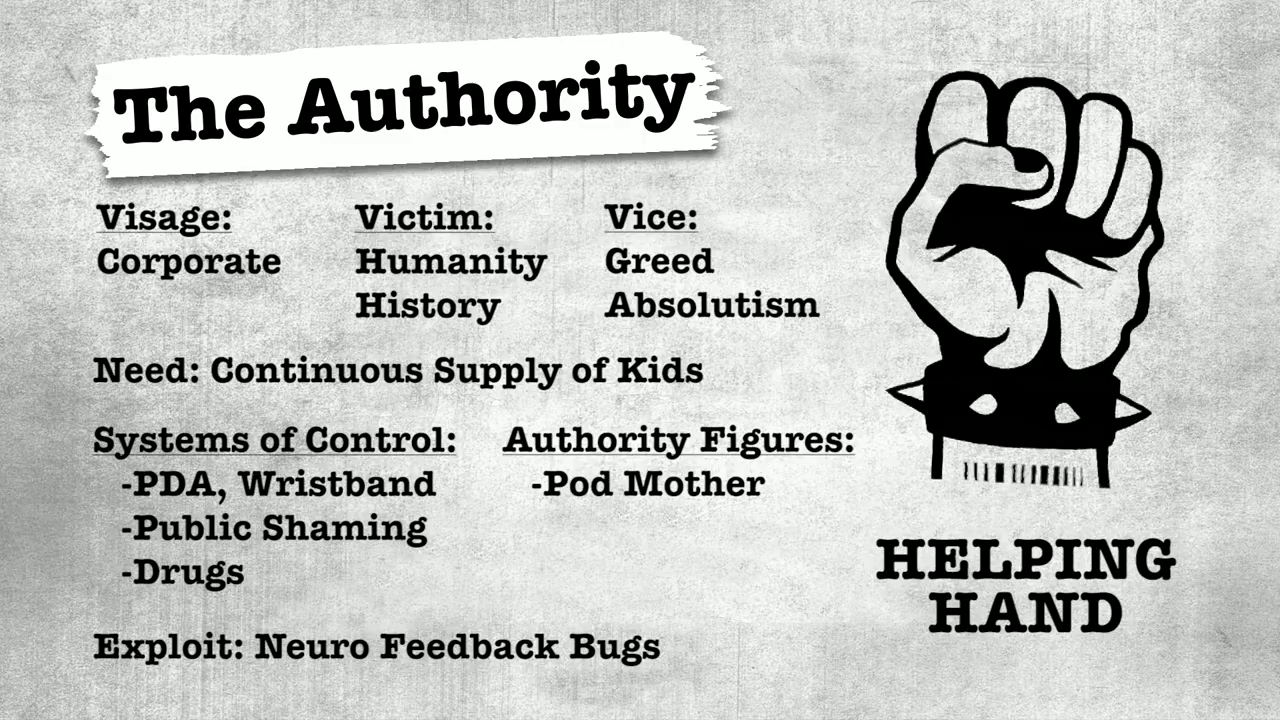 The Authority
Visage:
Corporate
Victim:
Humanity
History
Vice:
Greed
Absolutism
Need: Continuous Supply of Kids
Systems of Control:
-PDA, Wristband
-Public Shaming
-Drugs
Authority Figures:
-Pod Mother
Exploit: Neuro Feedback Bugs
HELPING
HAND